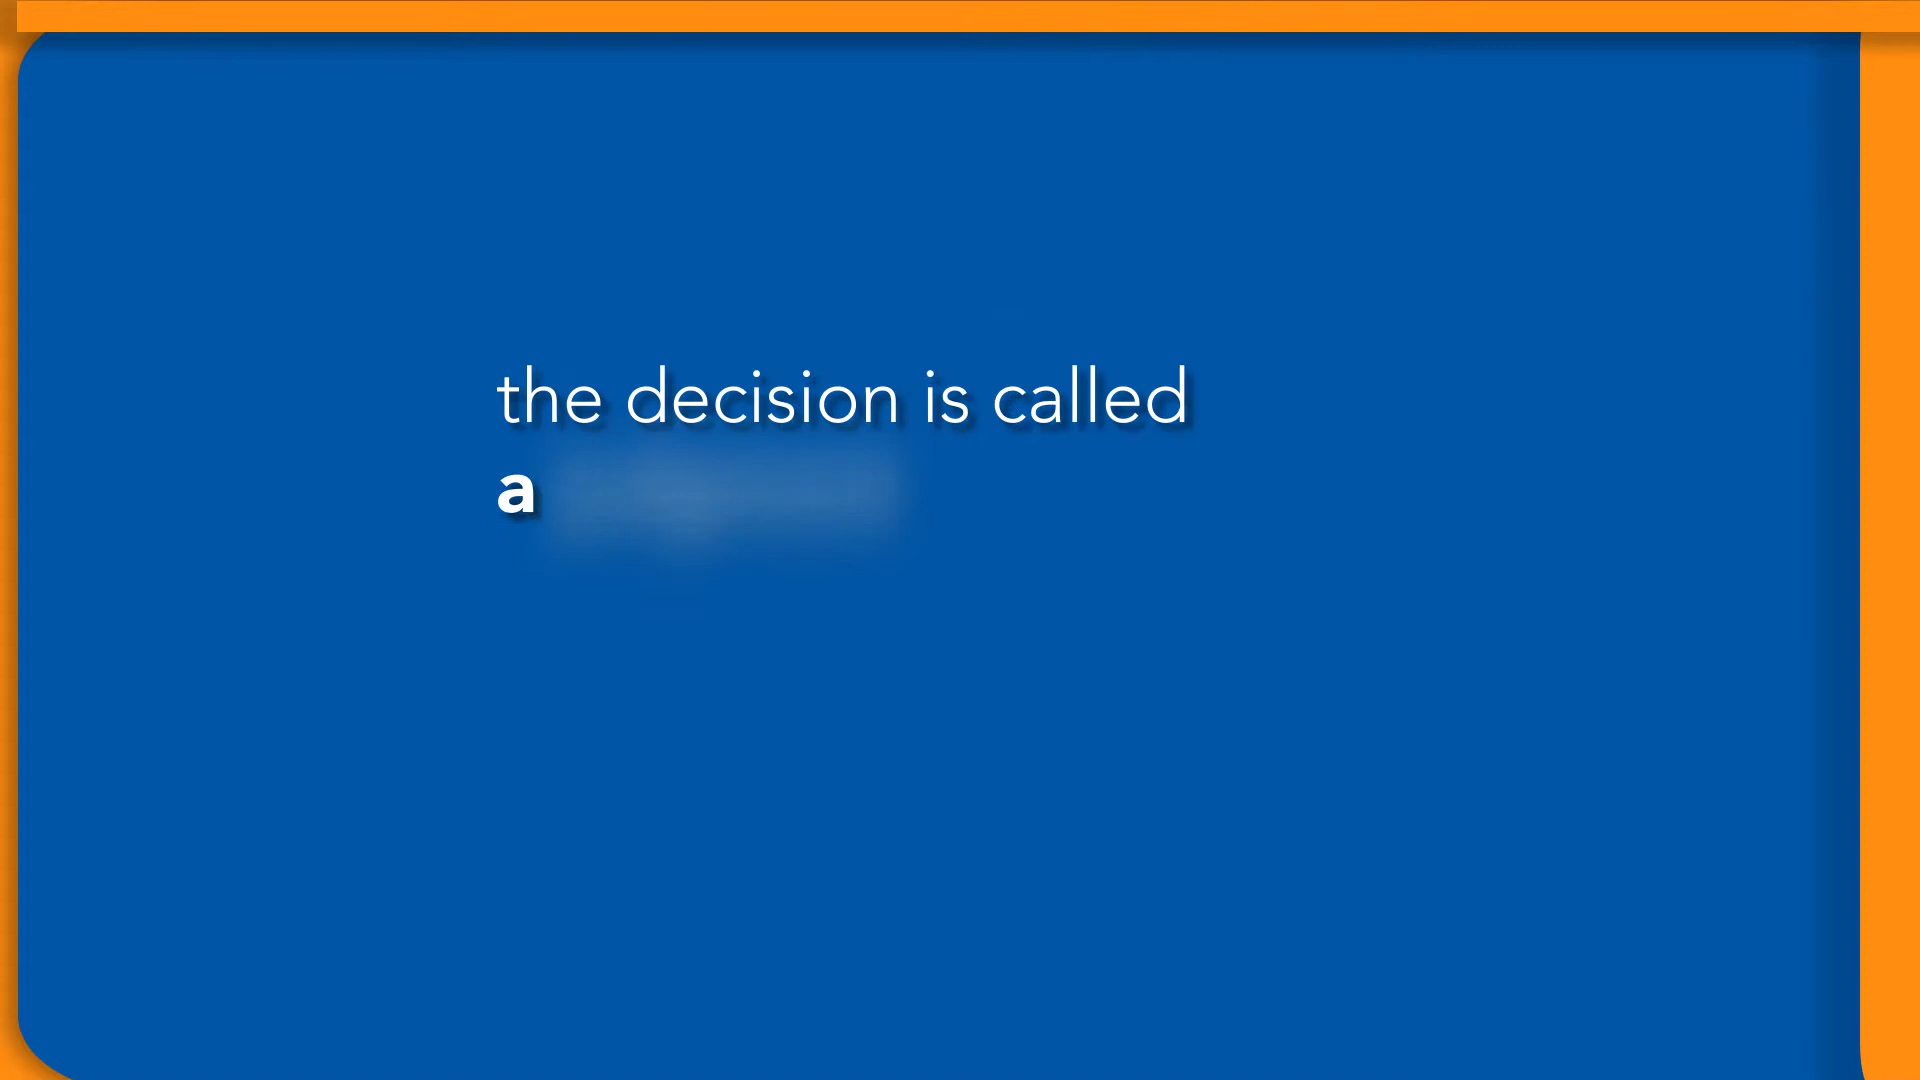 the decision is called
a